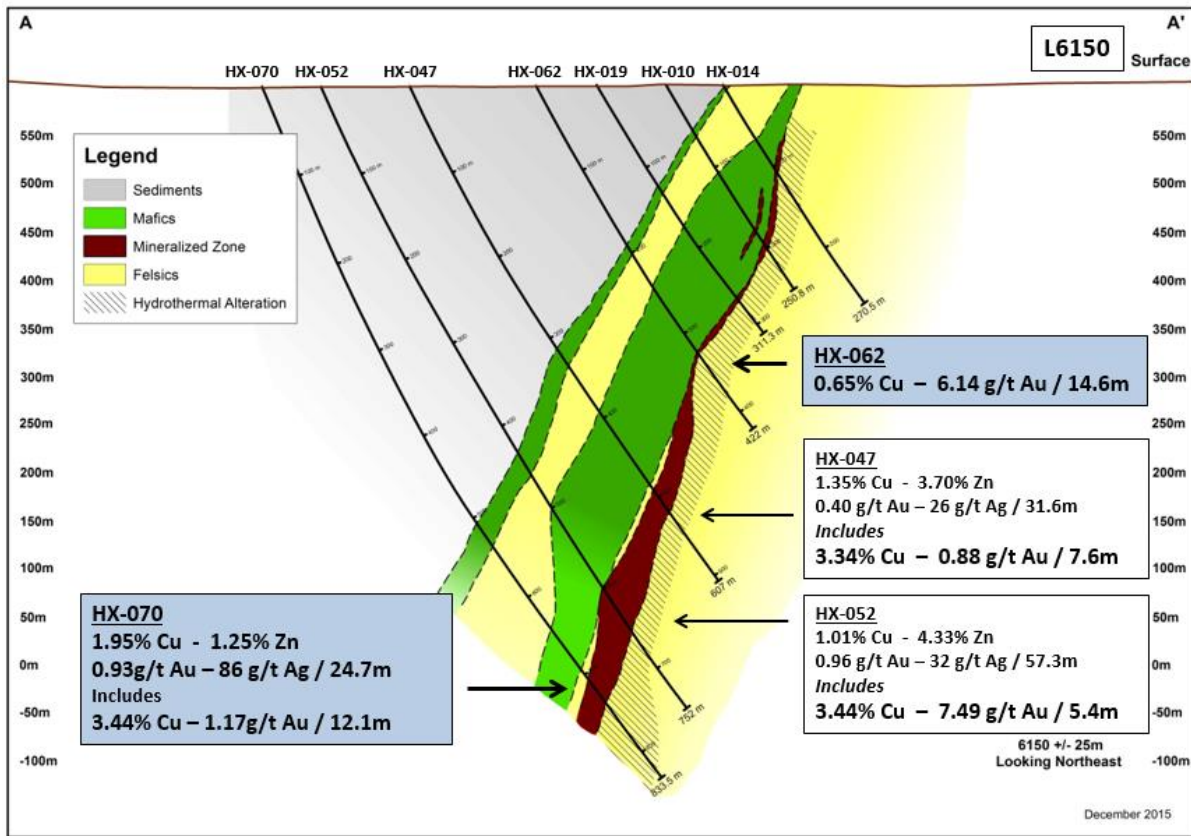 A
A'
L6150
Surface
HX-070
HX-052
HX-047
HX-062
HX-019
HX-010
HX-014
550m
500m
450m
400m
350m
300m
250m
200m
150m
100m
50m
0m
-50m
-100m
Legend
Sediments
Mafics
Mineralized Zone
Felsics
Hydrothermal Alteration
550m
500m
450m
400m
350m
300m
250m
200m
150m
100m
50m
0m
-50m
-100m
250.8 m
270.5 m
311.3 m
422 m
607 m
752 m
833.5 m
HX-062
0.65% Cu – 6.14 g/t Au / 14.6m
HX-047
1.35% Cu - 3.70% Zn
0.40 g/t Au – 26 g/t Ag / 31.6m
Includes
3.34% Cu – 0.88 g/t Au / 7.6m
HX-052
1.01% Cu - 4.33% Zn
0.96 g/t Au – 32 g/t Ag / 57.3m
Includes
3.44% Cu – 7.49 g/t Au / 5.4m
HX-070
1.95% Cu - 1.25% Zn
0.93g/t Au – 86 g/t Ag / 24.7m
Includes
3.44% Cu – 1.17g/t Au / 12.1m
6150 +/- 25m
Looking Northeast
December 2015